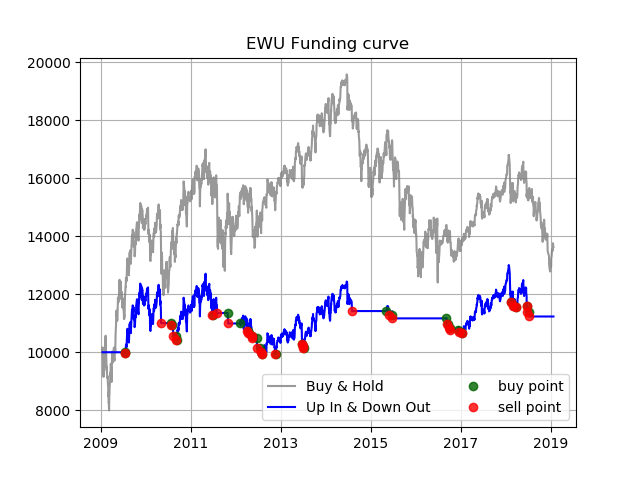 EWU Funding curve
20000
18000
16000
14000
12000
10000
8000
Buy & Hold
Up In & Down Out
buy point
sell point
2009
2011
2013
2015
2017
2019